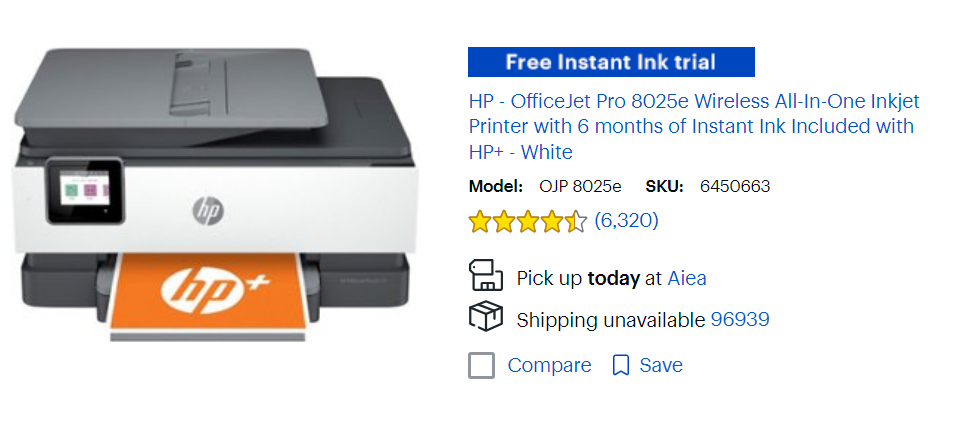 Free Instant Ink trial
HP - OfficeJet Pro 8025e Wireless All-In-One Inkjet
Printer with 6 months of Instant Ink Included with
HP+ - White
Model: OJP 8025e SKU: 6450663
(6,320)
Pick up today at Aiea
Shipping unavailable 96939
Compare Save
hp
hp+